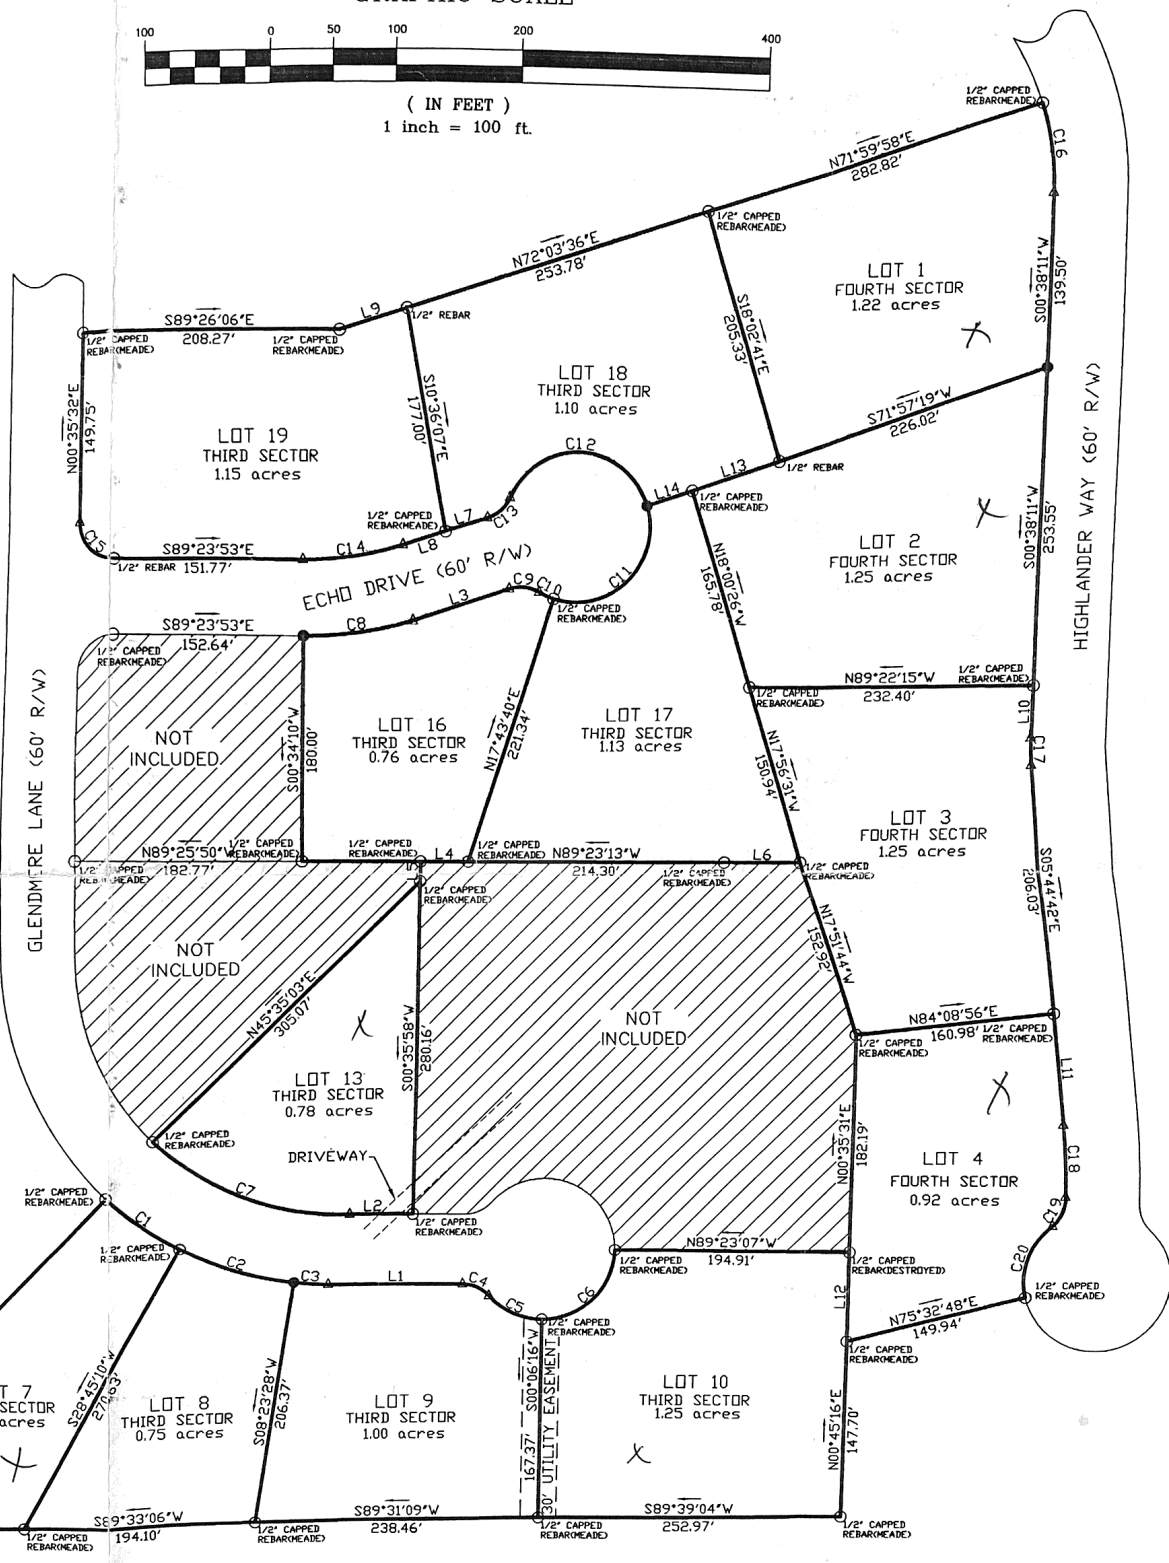 GRAPHIC SCALE
100 0 50 100 200 400
( IN FEET )
1 inch = 100 ft.
1/2" CAPPED
REBAR(MEADE)
N71°59'58"E
282.82'
C16
1/2" CAPPED
REBAR(MEADE)
N72°03'36"E
253.78'
LOT 1
FOURTH SECTOR
1.22 acres
S00°38'11"W
139.50'
L9
1/2" REBAR
S89°26'06"E
208.27'
1/2" CAPPED
REBAR(MEADE)
1/2" CAPPED
REBAR(MEADE)
S18°02'41"E
205.33'
LOT 18
THIRD SECTOR
1.10 acres
S10°36'07"E
177.00'
N00°35'32"E
149.75'
LOT 19
THIRD SECTOR
1.15 acres
S71°57'19"W
226.02'
HIGHLANDER WAY (60' R/W)
C12
L13
1/2" REBAR
L14
1/2" CAPPED
REBAR(MEADE)
1/2" CAPPED
REBAR(MEADE)
L7
C13
L8
C14
C15
S89°23'53"E
1/2" REBAR 151.77'
ECHO DRIVE (60' R/W)
C11
N18°00'26"W
165.78'
LOT 2
FOURTH SECTOR
1.25 acres
S00°38'11"W
253.55'
C9
C10
L3
C8
1/2" CAPPED
REBAR(MEADE)
S89°23'53"E
152.64'
1/2" CAPPED
REBAR(MEADE)
GLENDMERE LANE (60' R/W)
NOT
INCLUDED
S00°34'10"W
180.00'
LOT 16
THIRD SECTOR
0.76 acres
N17°43'40"E
221.34'
LOT 17
THIRD SECTOR
1.13 acres
N89°22'15"W
232.40'
1/2" CAPPED
REBAR(MEADE)
1/2" CAPPED
REBAR(MEADE)
L10
C17
N17°56'31"W
150.94'
LOT 3
FOURTH SECTOR
1.25 acres
N89°25'50"W
182.77'
1/2" CAPPED
REBAR(MEADE)
1/2" CAPPED
REBAR(MEADE)
1/2" CAPPED
REBAR(MEADE)
L4
1/2" CAPPED
REBAR(MEADE)
N89°23'13"W
214.30'
L6
1/2" CAPPED
REBAR(MEADE)
1/2" CAPPED
REBAR(MEADE)
L5
1/2" CAPPED
REBAR(MEADE)
S05°44'42"E
206.03'
NOT
INCLUDED
N45°35'03"E
305.07'
N17°51'44"W
152.92'
NOT
INCLUDED
S00°35'58"W
280.16'
N84°08'56"E
160.98'
1/2" CAPPED
REBAR(MEADE)
1/2" CAPPED
REBAR(MEADE)
LOT 13
THIRD SECTOR
0.78 acres
L11
1/2" CAPPED
REBAR(MEADE)
DRIVEWAY
N00°35'31"E
182.19'
LOT 4
FOURTH SECTOR
0.92 acres
C18
1/2" CAPPED
REBAR(MEADE)
C7
L2
1/2" CAPPED
REBAR(MEADE)
C19
C1
1/2" CAPPED
REBAR(MEADE)
C2
C3
L1
C4
C5
C6
N89°23'07"W
194.91'
1/2" CAPPED
REBAR(MEADE)
1/2" CAPPED
REBAR(DESTROYED)
C20
L12
1/2" CAPPED
REBAR(MEADE)
N75°32'48"E
149.94'
1/2" CAPPED
REBAR(MEADE)
1/2" CAPPED
REBAR(MEADE)
S28°45'10"W
270.63'
S08°23'28"W
206.37'
S00°06'16"W
167.37'
30' UTILITY EASEMENT
N00°45'16"E
147.70'
T 7
SECTOR
acres
LOT 8
THIRD SECTOR
0.75 acres
LOT 9
THIRD SECTOR
1.00 acres
LOT 10
THIRD SECTOR
1.25 acres
S89°33'06"W
194.10'
S89°31'09"W
238.46'
S89°39'04"W
252.97'
1/2" CAPPED
REBAR(MEADE)
1/2" CAPPED
REBAR(MEADE)
1/2" CAPPED
REBAR(MEADE)
1/2" CAPPED
REBAR(MEADE)